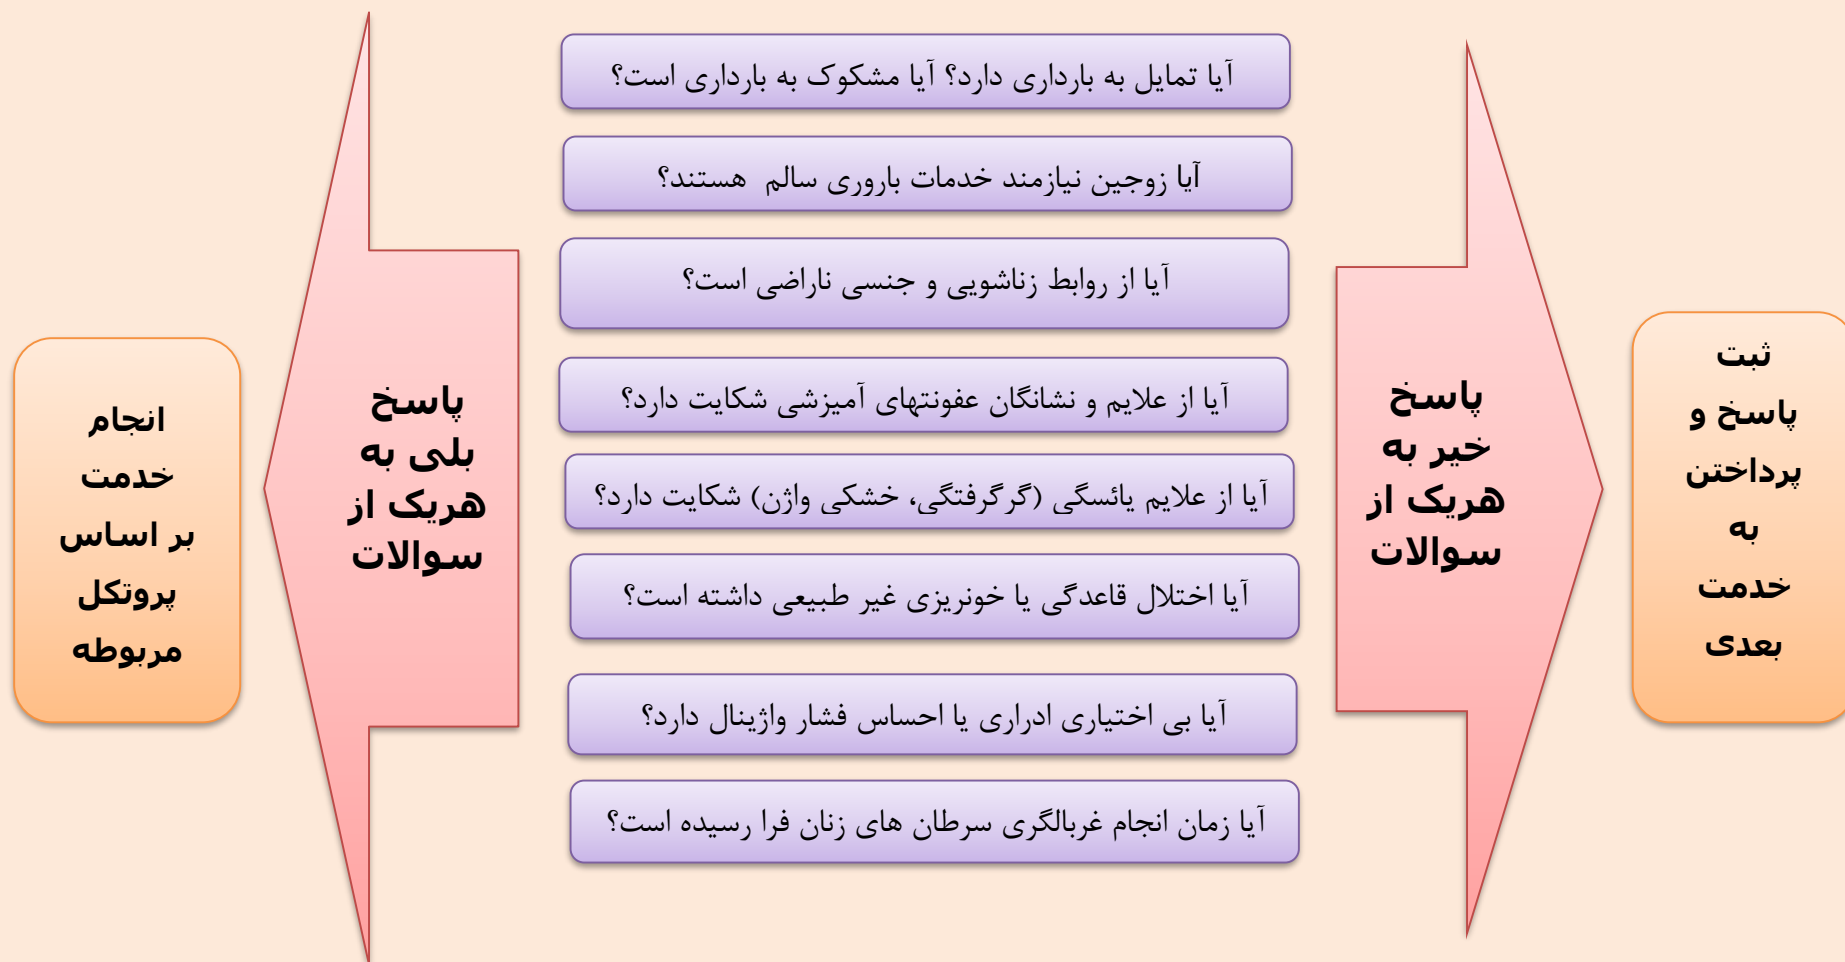 آیا تمایل به بارداری دارد؟ آیا مشکوک به بارداری است؟
آیا زوجین نیازمند خدمات باروری سالم هستند؟
آیا از روابط زناشویی و جنسی ناراضی است؟
آیا از علایم و نشانگان عفونتهای آمیزشی شکایت دارد؟
آیا از علایم یائسگی (گرگرفتگی، خشکی واژن) شکایت دارد؟
آیا اختلال قاعدگی یا خونریزی غیر طبیعی داشته است؟
آیا بی اختیاری ادراری یا احساس فشار واژینال دارد؟
آیا زمان انجام غربالگری سرطان های زنان فرا رسیده است؟
پاسخ
خیر به
هریک از
سوالات
ثبت
پاسخ و
پرداختن
به
خدمت
بعدی
پاسخ
بلی به
هریک از
سوالات
انجام
خدمت
بر اساس
پروتکل
مربوطه